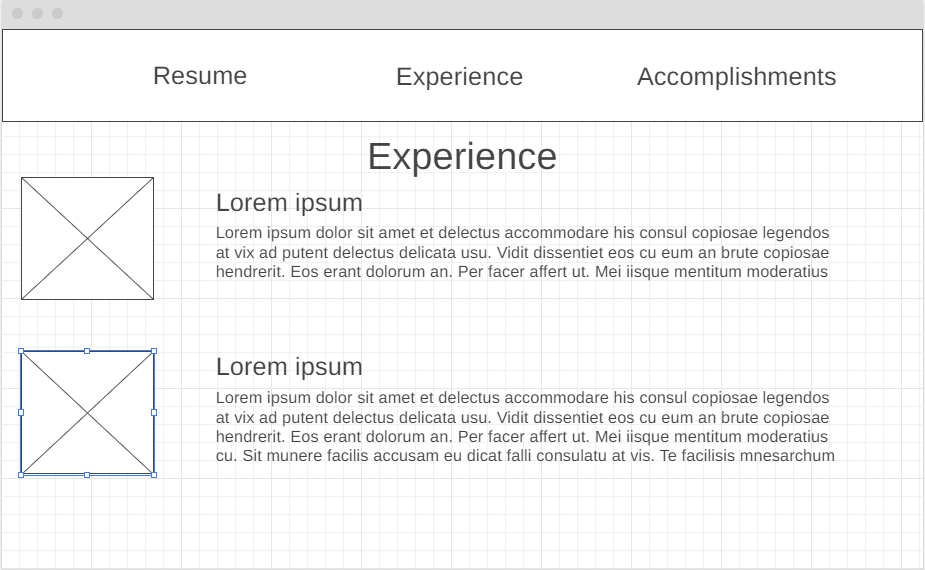 Resume Experience Accomplishments
Experience
Lorem ipsum
Lorem ipsum dolor sit amet et delectus accommodare his consul copiosae legendos
at vix ad putent delectus delicata usu. Vidit dissentiet eos cu eum an brute copiosae
hendrerit. Eos erant dolorum an. Per facer affert ut. Mei iisque mentitum moderatius
Lorem ipsum
Lorem ipsum dolor sit amet et delectus accommodare his consul copiosae legendos
at vix ad putent delectus delicata usu. Vidit dissentiet eos cu eum an brute copiosae
hendrerit. Eos erant dolorum an. Per facer affert ut. Mei iisque mentitum moderatius
cu. Sit munere facilis accusam eu dicat falli consulatu at vis. Te facilisis mnesarchum